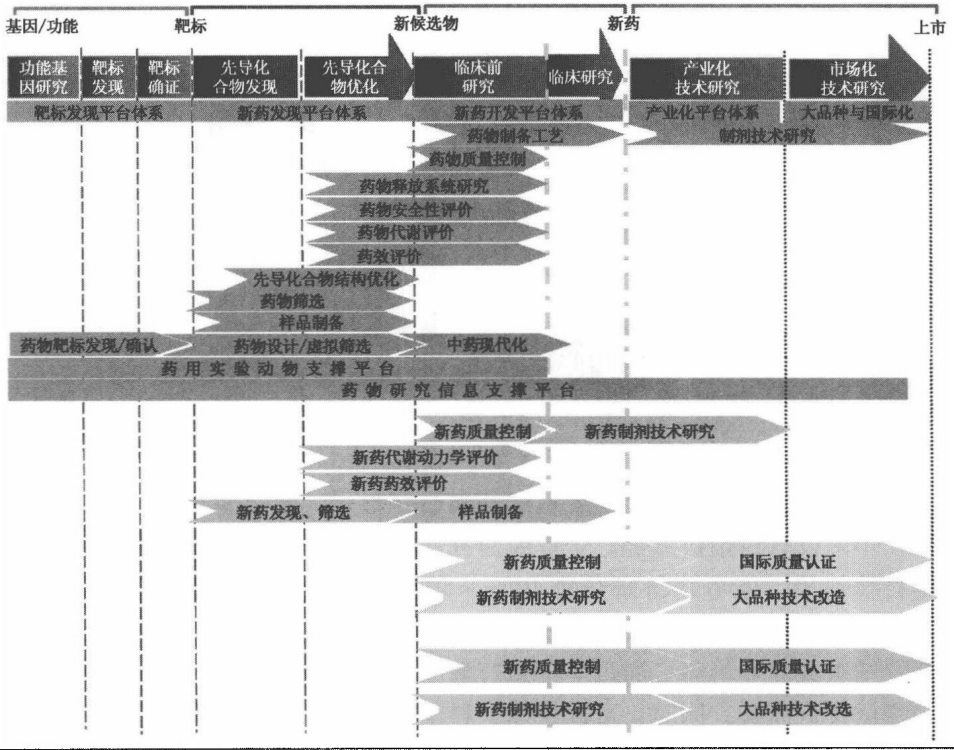 基因/功能
靶标
新候选物
新药
上市
功能基
因研究
靶标
发现
靶标
确证
先导化
合物发现
先导化合
物优化
临床前
研究
临床研究
产业化
技术研究
市场化
技术研究
靶标发现平台体系
新药发现平台体系
新药开发平台体系
产业化平台体系
大品种与国际化
药物制备工艺
制剂技术研究
药物质量控制
药物释放系统研究
药物安全性评价
药物代谢评价
药效评价
先导化合物结构优化
药物筛选
样品制备
药物靶标发现/确认
药物设计/虚拟筛选
中药现代化
药用实验动物支撑平台
药物研究信息支撑平台
新药质量控制
新药制剂技术研究
新药代谢动力学评价
新药药效评价
新药发现、筛选
样品制备
新药质量控制
国际质量认证
新药制剂技术研究
大品种技术改造
新药质量控制
国际质量认证
新药制剂技术研究
大品种技术改选